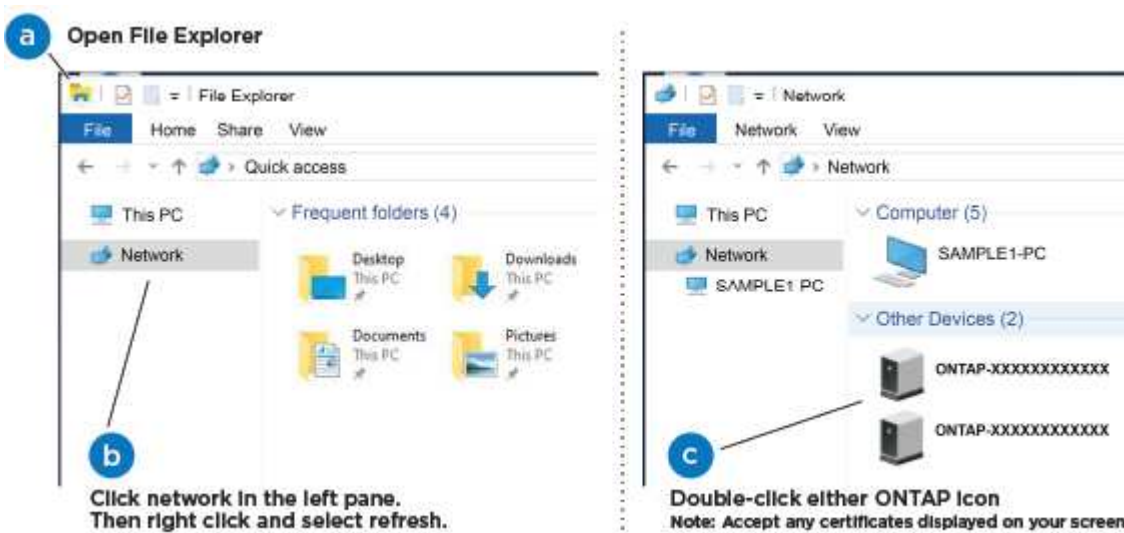 a
Open File Explorer
File Explorer
File Home Share View
Quick access
This PC
Network
Frequent folders (4)
Desktop
This PC
Downloads
This PC
Documents
This PC
Pictures
This PC
b
Click network in the left pane.
Then right click and select refresh.
Network
File Network View
Network
This PC
Network
SAMPLE1 PC
Computer (5)
SAMPLE1-PC
Other Devices (2)
ONTAP-XXXXXXXXXXXX
ONTAP-XXXXXXXXXXXX
c
Double-click either ONTAP icon
Note: Accept any certificates displayed on your screen